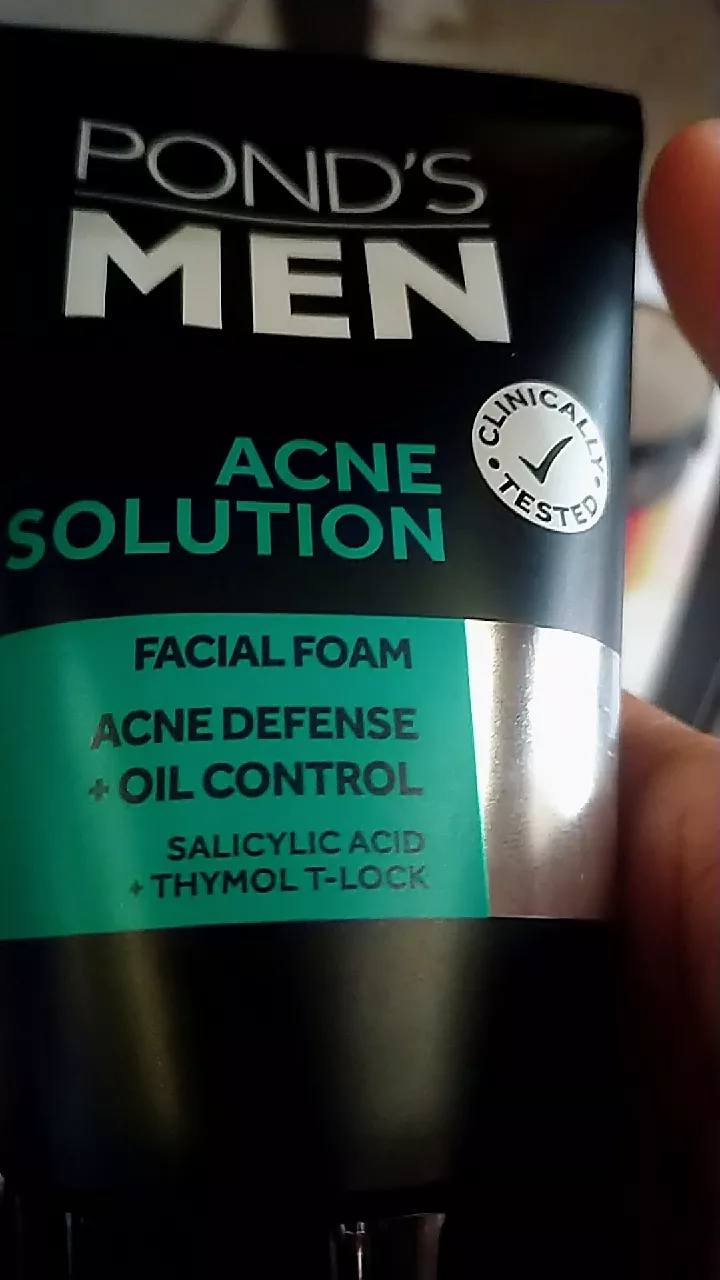 POND'S
MEN
ACNE
SOLUTION
CLINICALLY
• TESTED •
FACIAL FOAM
ACNE DEFENSE
+ OIL CONTROL
SALICYLIC ACID
+ THYMOL T-LOCK